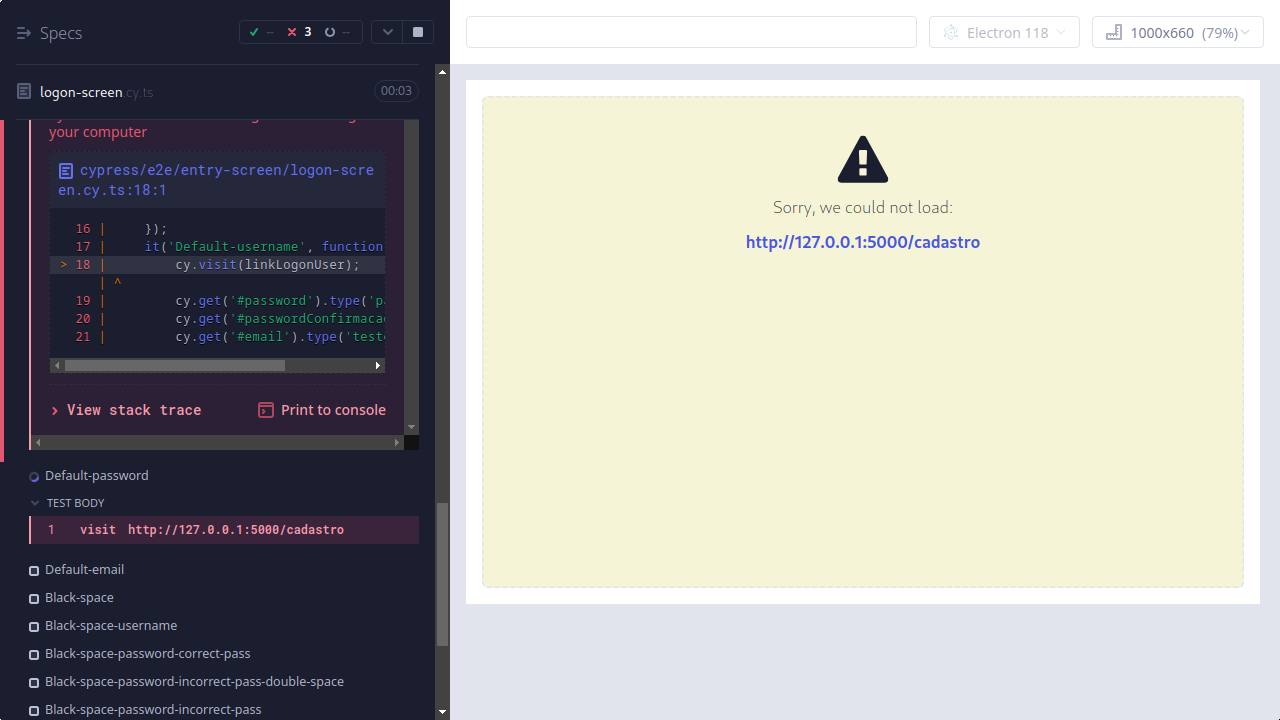 Specs
-- 3 --
Electron 118
1000x660 (79%)
logon-screen.cy.ts
00:03
your computer
cypress/e2e/entry-screen/logon-scre
en.cy.ts:18:1
16 | });
17 | it('Default-username', function
> 18 | cy.visit(linkLogonUser);
| ^
19 | cy.get('#password').type('pa
20 | cy.get('#passwordConfirmaca
21 | cy.get('#email').type('test
View stack trace
Print to console
Default-password
TEST BODY
1 visit http://127.0.0.1:5000/cadastro
Default-email
Black-space
Black-space-username
Black-space-password-correct-pass
Black-space-password-incorrect-pass-double-space
Black-space-password-incorrect-pass
Sorry, we could not load:
http://127.0.0.1:5000/cadastro